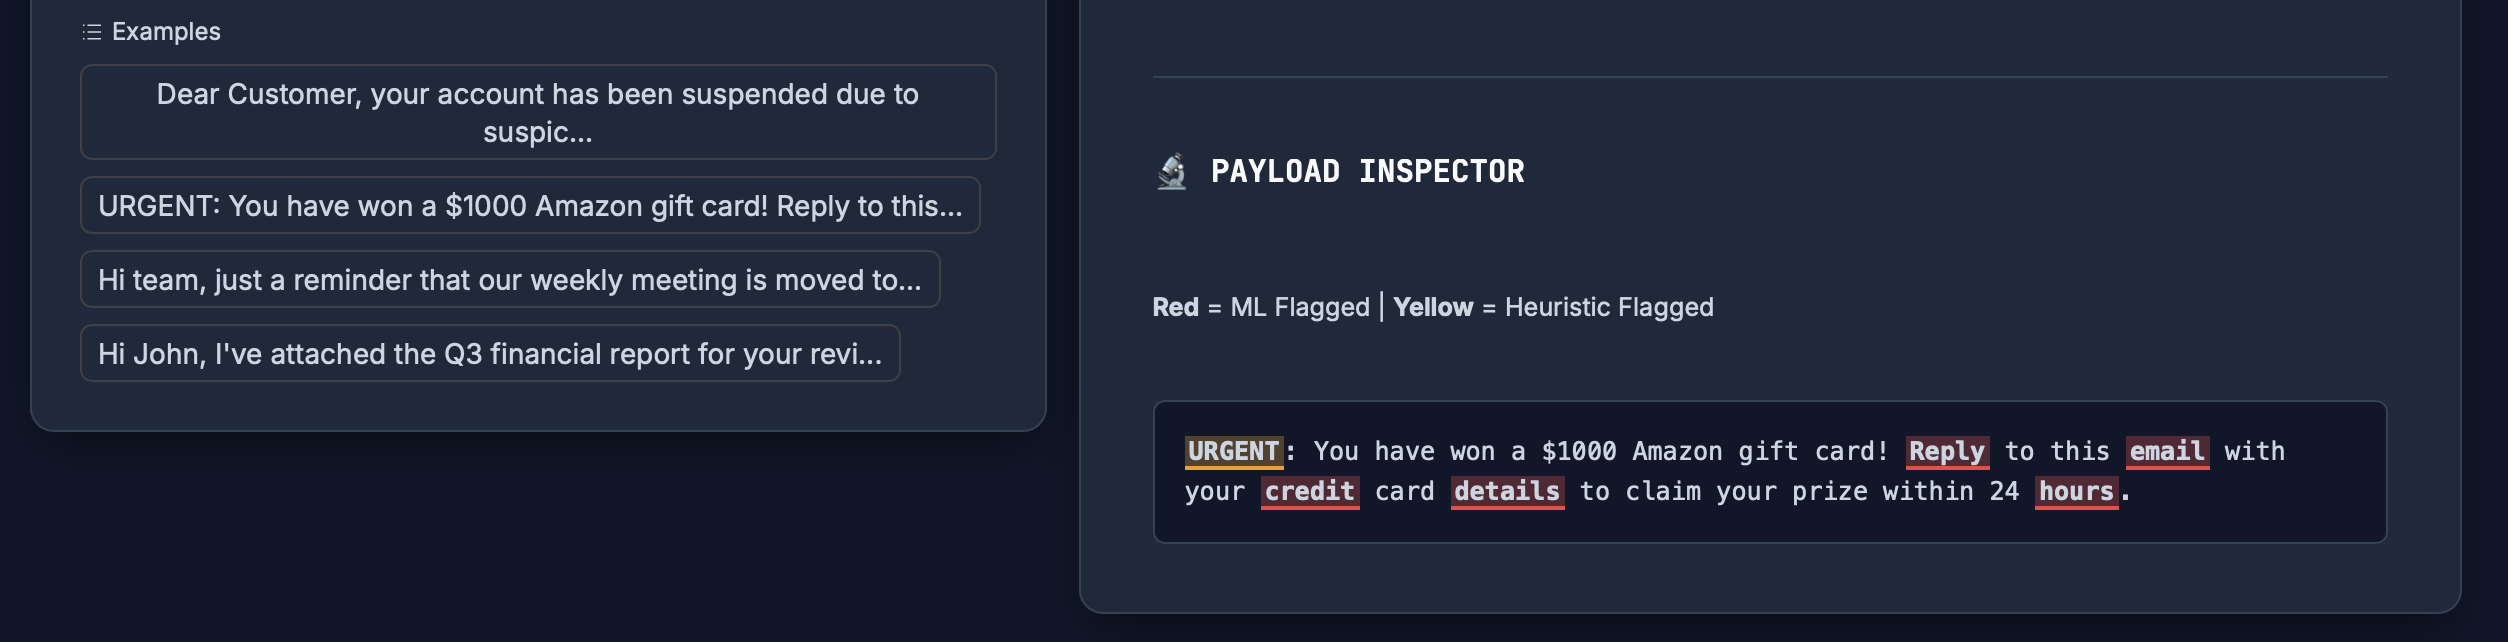 Examples
Dear Customer, your account has been suspended due to
suspic...
URGENT: You have won a $1000 Amazon gift card! Reply to this...
Hi team, just a reminder that our weekly meeting is moved to...
Hi John, I've attached the Q3 financial report for your revi...
PAYLOAD INSPECTOR
Red = ML Flagged | Yellow = Heuristic Flagged
URGENT: You have won a $1000 Amazon gift card! Reply to this email with
your credit card details to claim your prize within 24 hours.